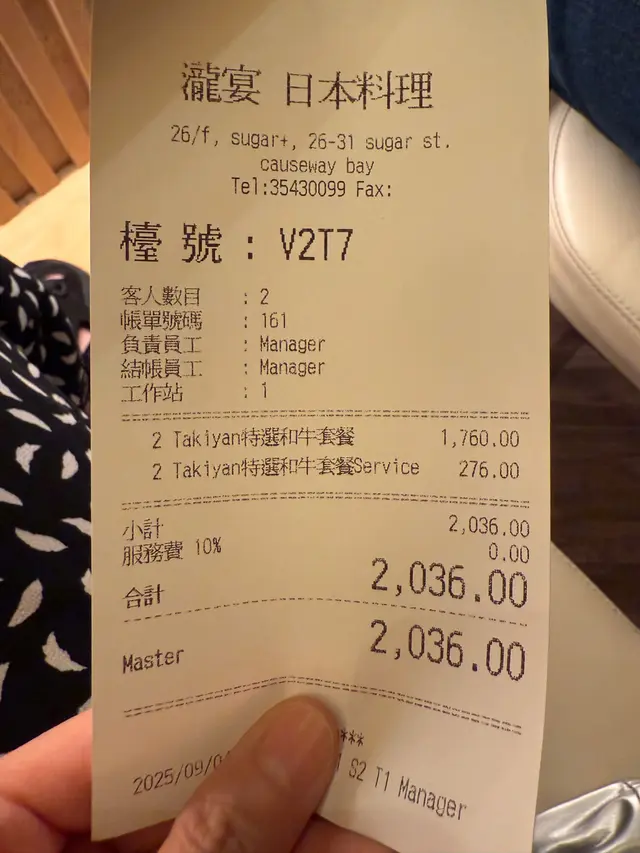 瀧宴 日本料理
26/f, sugar+, 26-31 sugar st.
causeway bay
Tel:35430099 Fax:
檯 號 : V2T7
客人數目 : 2
帳單號碼 : 161
負責員工 : Manager
結帳員工 : Manager
工作站 : 1
2 Takiyan特選和牛套餐 1,760.00
2 Takiyan特選和牛套餐Service 276.00
小計 2,036.00
服務費 10% 0.00
合計 2,036.00
Master 2,036.00
***
S2 T1 Manager